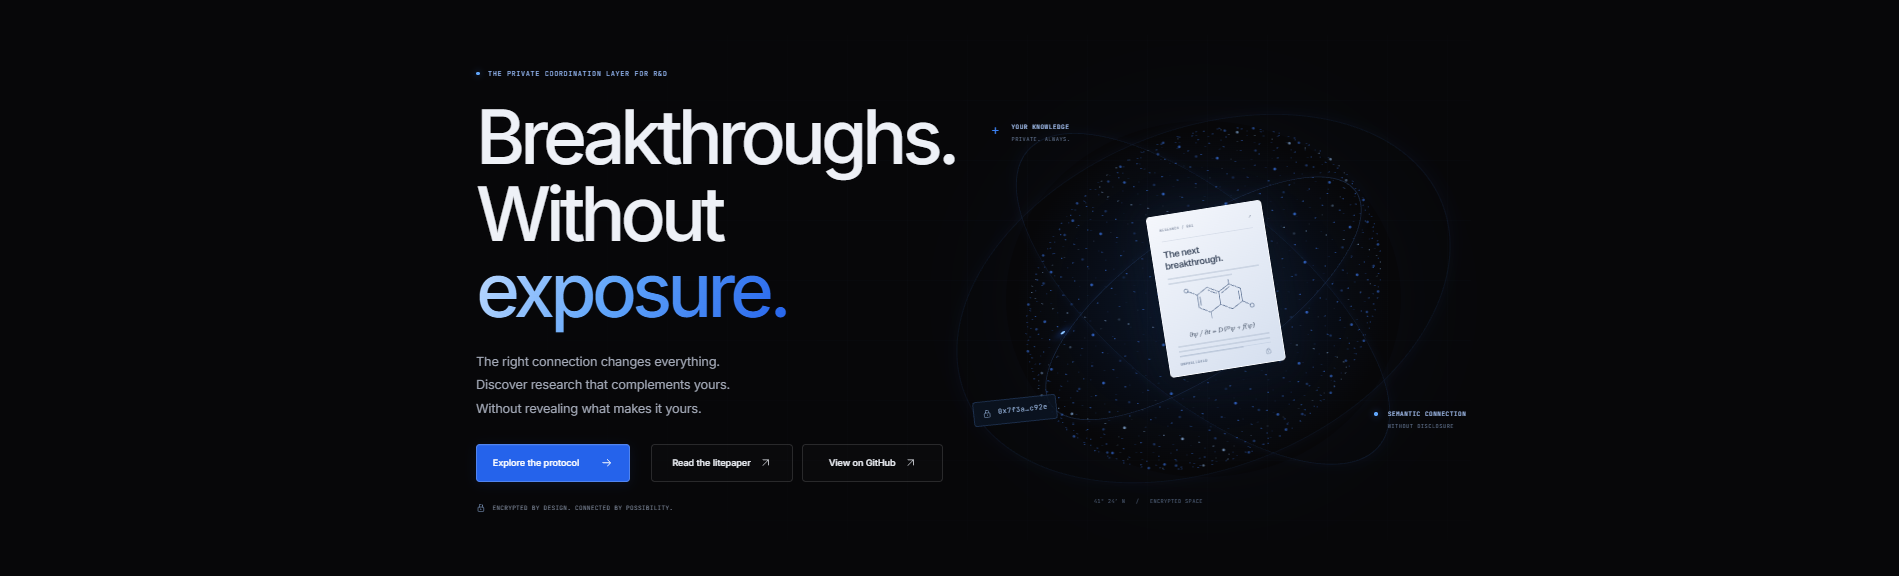 THE PRIVATE COORDINATION LAYER FOR R&D
Breakthroughs.
Without
exposure.
The right connection changes everything.
Discover research that complements yours.
Without revealing what makes it yours.
Explore the protocol
Read the litepaper
View on GitHub
ENCRYPTED BY DESIGN. CONNECTED BY POSSIBILITY.
YOUR KNOWLEDGE
PRIVATE. ALWAYS.
The next
breakthrough.
0x7f3a…c92e
SEMANTIC CONNECTION
WITHOUT DISCLOSURE
41° 24' N / ENCRYPTED SPACE